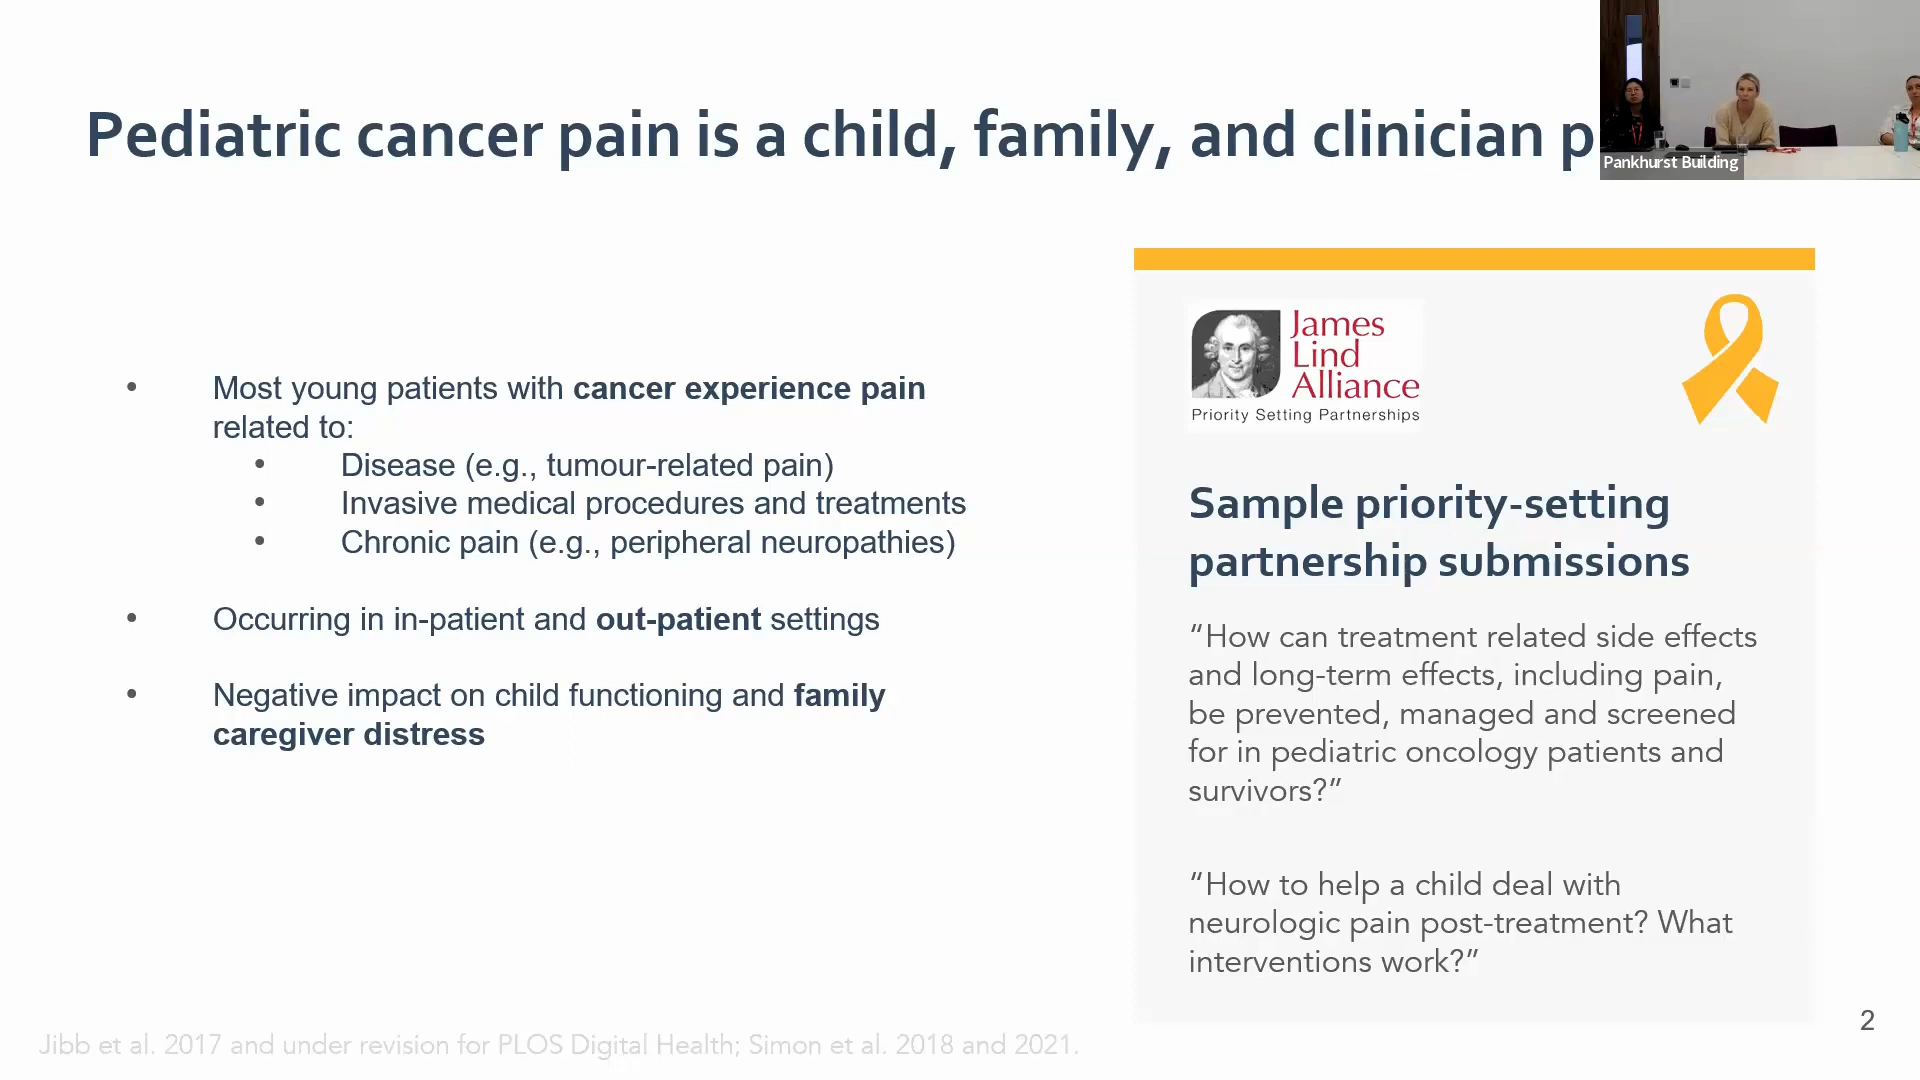 Pediatric cancer pain is a child, family, and clinician p
Pankhurst Building
• Most young patients with cancer experience pain
related to:
• Disease (e.g., tumour-related pain)
• Invasive medical procedures and treatments
• Chronic pain (e.g., peripheral neuropathies)
• Occurring in in-patient and out-patient settings
• Negative impact on child functioning and family
caregiver distress
James
Lind
Alliance
Priority Setting Partnerships
Sample priority-setting
partnership submissions
“How can treatment related side effects
and long-term effects, including pain,
be prevented, managed and screened
for in pediatric oncology patients and
survivors?”
“How to help a child deal with
neurologic pain post-treatment? What
interventions work?”
Jibb et al. 2017 and under revision for PLOS Digital Health; Simon et al. 2018 and 2021.
2